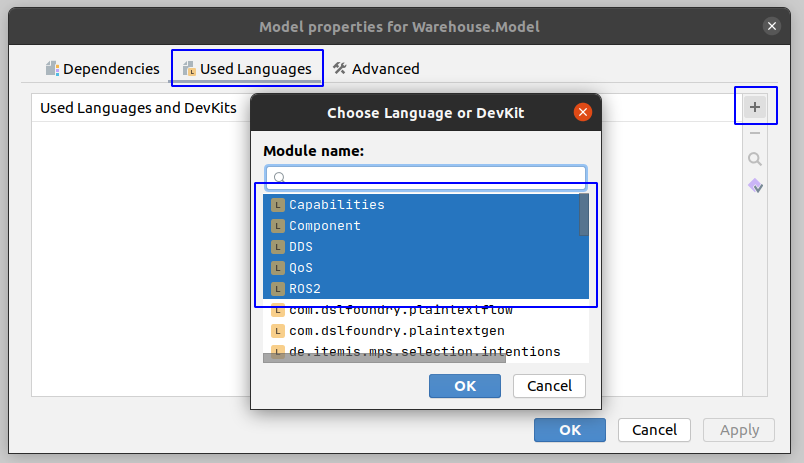 Model properties for Warehouse.Model
Dependencies Used Languages Advanced
Used Languages and DevKits
Choose Language or DevKit
Module name:
L Capabilities
L Component
L DDS
L QoS
L ROS2
L com.dslfoundry.plaintextflow
L com.dslfoundry.plaintextgen
L de.itemis.mps.selection.intentions
OK Cancel
OK Cancel Apply